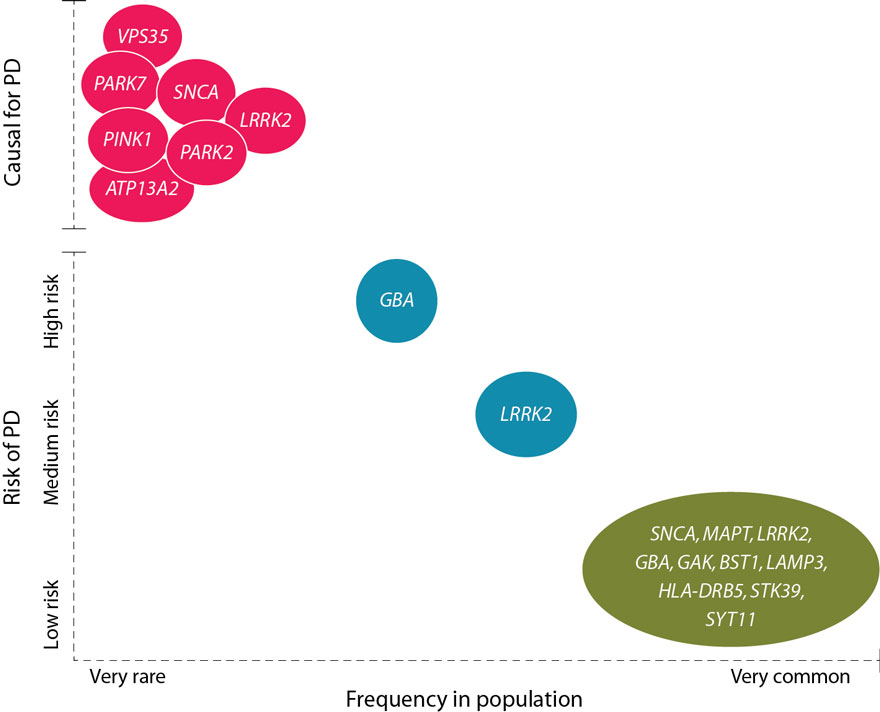 Causal for PD
VPS35
PARK7
SNCA
LRRK2
PINK1
PARK2
ATP13A2
Risk of PD
High risk
Medium risk
Low risk
GBA
LRRK2
SNCA, MAPT, LRRK2,
GBA, GAK, BST1, LAMP3,
HLA-DRB5, STK39,
SYT11
Very rare
Very common
Frequency in population